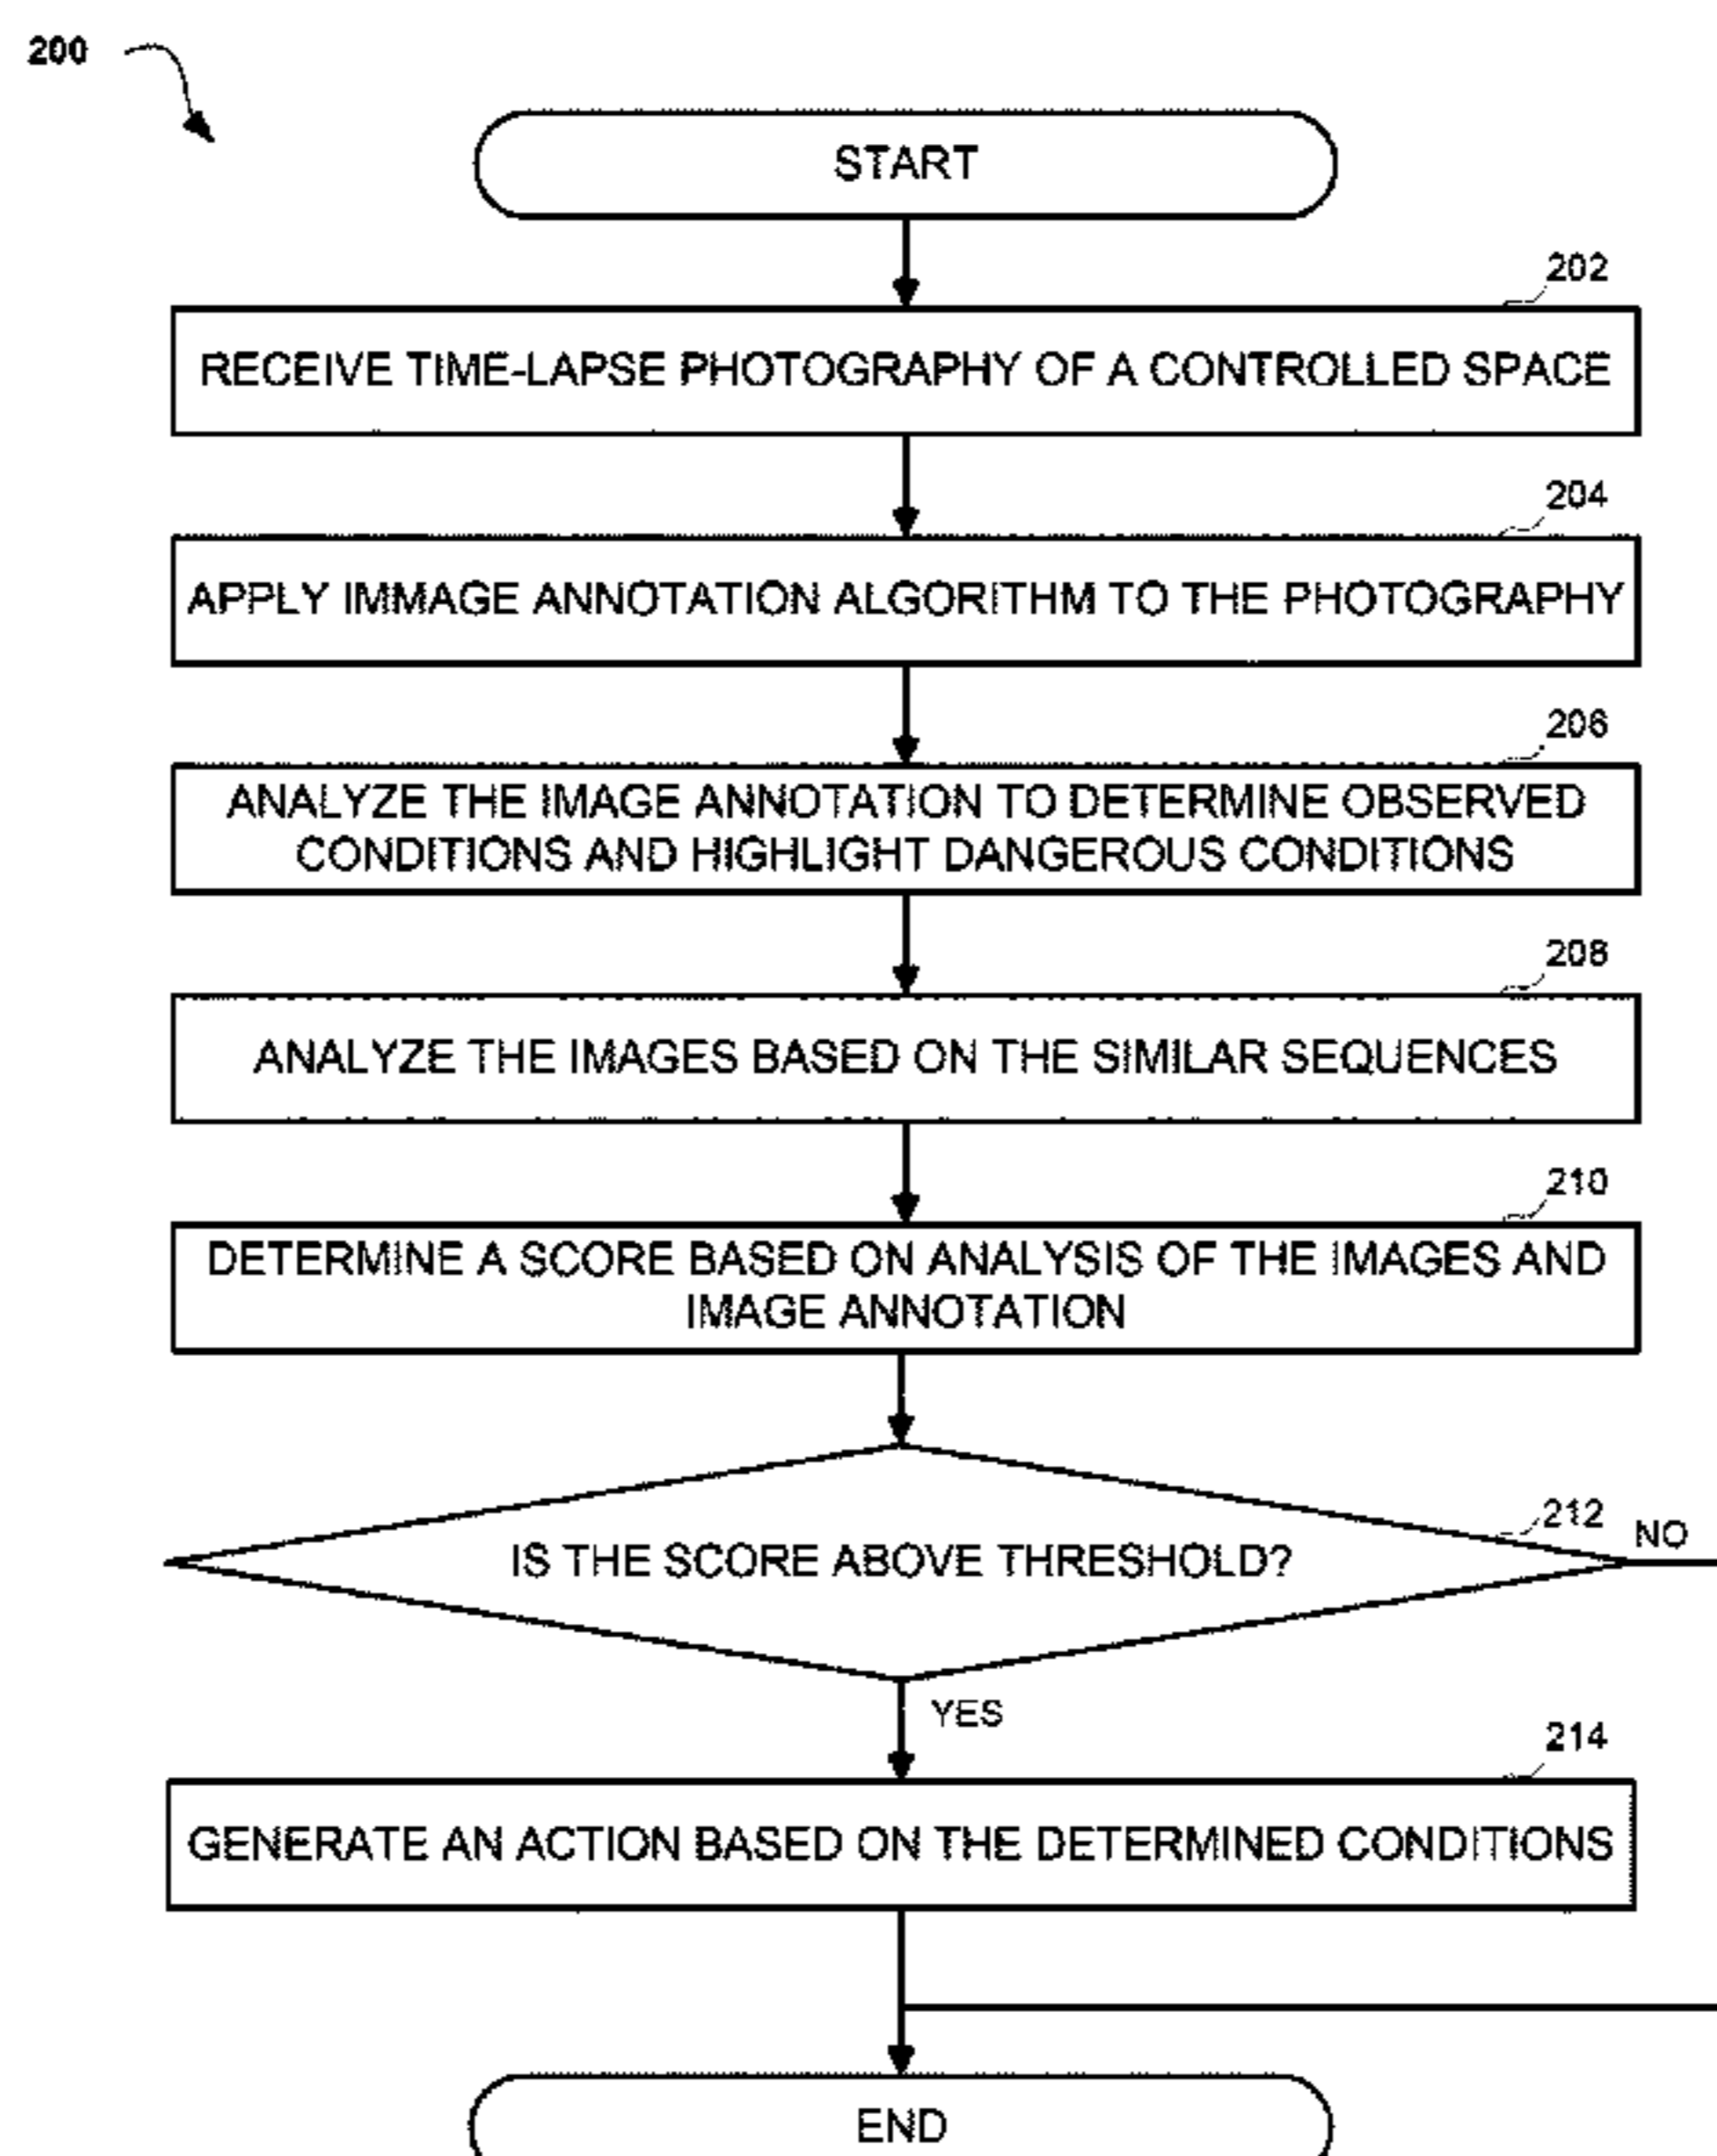 200
START
202
RECEIVE TIME-LAPSE PHOTOGRAPHY OF A CONTROLLED SPACE
204
APPLY IMMAGE ANNOTATION ALGORITHM TO THE PHOTOGRAPHY
206
ANALYZE THE IMAGE ANNOTATION TO DETERMINE OBSERVED
CONDITIONS AND HIGHLIGHT DANGEROUS CONDITIONS
208
ANALYZE THE IMAGES BASED ON THE SIMILAR SEQUENCES
210
DETERMINE A SCORE BASED ON ANALYSIS OF THE IMAGES AND
IMAGE ANNOTATION
212
NO
IS THE SCORE ABOVE THRESHOLD?
YES
214
GENERATE AN ACTION BASED ON THE DETERMINED CONDITIONS
END